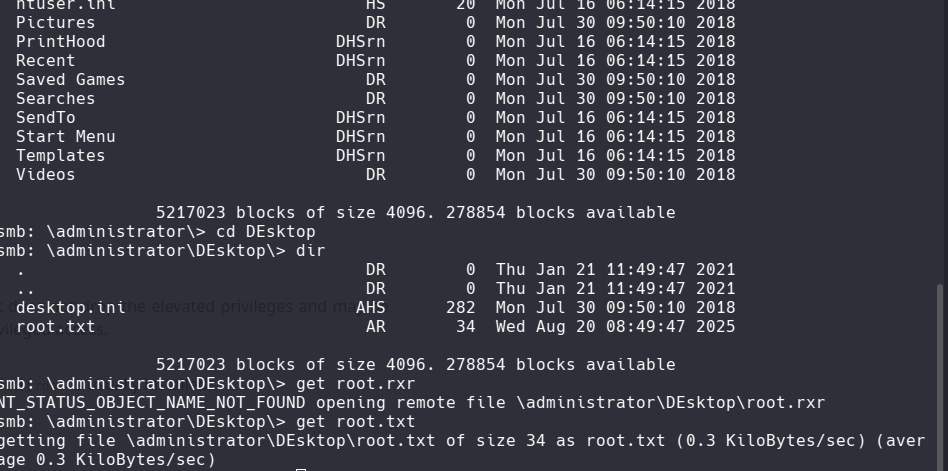 ntuser.ini HS 20 Mon Jul 16 06:14:15 2018
Pictures DR 0 Mon Jul 30 09:50:10 2018
PrintHood DHSrn 0 Mon Jul 16 06:14:15 2018
Recent DHSrn 0 Mon Jul 16 06:14:15 2018
Saved Games DR 0 Mon Jul 30 09:50:10 2018
Searches DR 0 Mon Jul 30 09:50:10 2018
SendTo DHSrn 0 Mon Jul 16 06:14:15 2018
Start Menu DHSrn 0 Mon Jul 16 06:14:15 2018
Templates DHSrn 0 Mon Jul 16 06:14:15 2018
Videos DR 0 Mon Jul 30 09:50:10 2018
5217023 blocks of size 4096. 278854 blocks available
smb: \administrator\> cd DEsktop
smb: \administrator\DEsktop\> dir
. DR 0 Thu Jan 21 11:49:47 2021
.. DR 0 Thu Jan 21 11:49:47 2021
the elevated privileges and
desktop.ini AHS 282 Mon Jul 30 09:50:10 2018
root.txt AR 34 Wed Aug 20 08:49:47 2025
5217023 blocks of size 4096. 278854 blocks available
smb: \administrator\DEsktop\> get root.rxr
NT_STATUS_OBJECT_NAME_NOT_FOUND opening remote file \administrator\DEsktop\root.rxr
smb: \administrator\DEsktop\> get root.txt
getting file \administrator\DEsktop\root.txt of size 34 as root.txt (0.3 KiloBytes/sec) (aver
age 0.3 KiloBytes/sec)